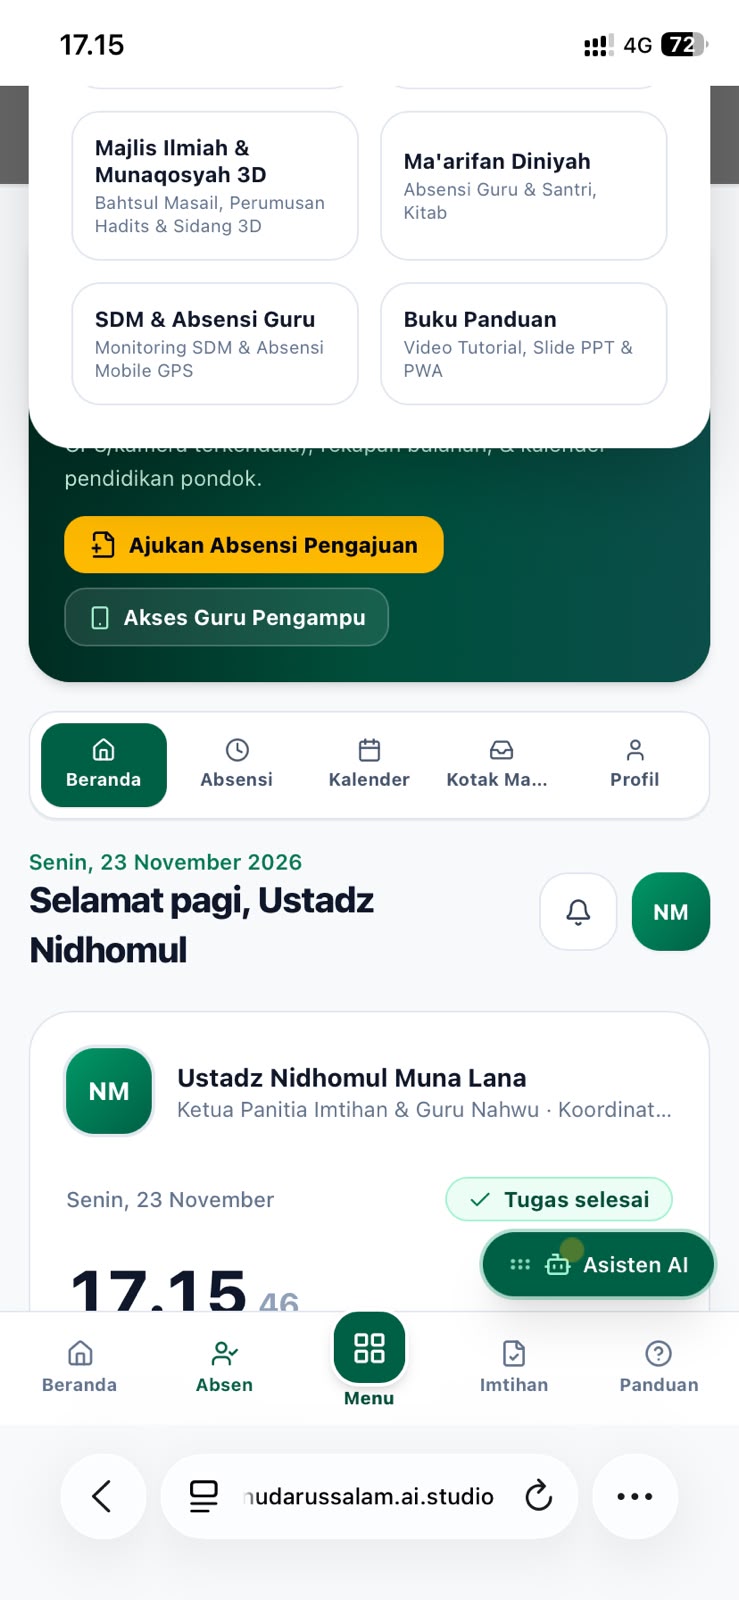 17.15
4G 72
Majlis Ilmiah &
Munaqosyah 3D
Bahtsul Masail, Perumusan
Hadits & Sidang 3D
Ma'arifan Diniyah
Absensi Guru & Santri,
Kitab
SDM & Absensi Guru
Monitoring SDM & Absensi
Mobile GPS
Buku Panduan
Video Tutorial, Slide PPT &
PWA
pendidikan pondok.
Ajukan Absensi Pengajuan
Akses Guru Pengampu
Beranda
Absensi
Kalender
Kotak Ma...
Profil
Senin, 23 November 2026
Selamat pagi, Ustadz
Nidhomul
NM
NM
Ustadz Nidhomul Muna Lana
Ketua Panitia Imtihan & Guru Nahwu · Koordinat...
Senin, 23 November
Tugas selesai
17.15 46
Asisten AI
Beranda
Absen
Menu
Imtihan
Panduan
nudarussalam.ai.studio